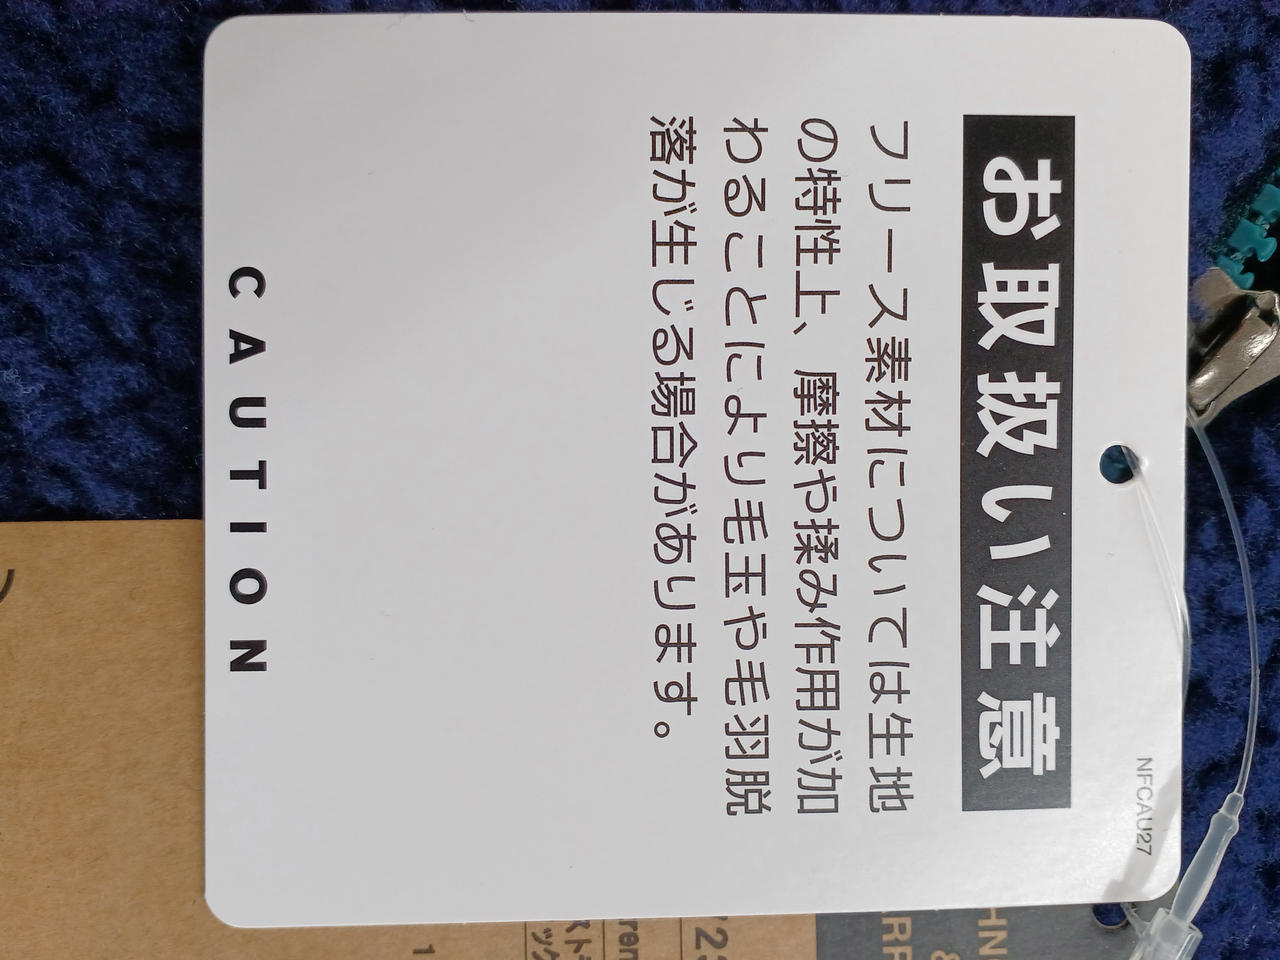 NFCAU27
お取扱い注意
フリース素材については生地
の特性上、摩擦や揉み作用が加
わることにより毛玉や毛羽脱
落が生じる場合があります。
CAUTION